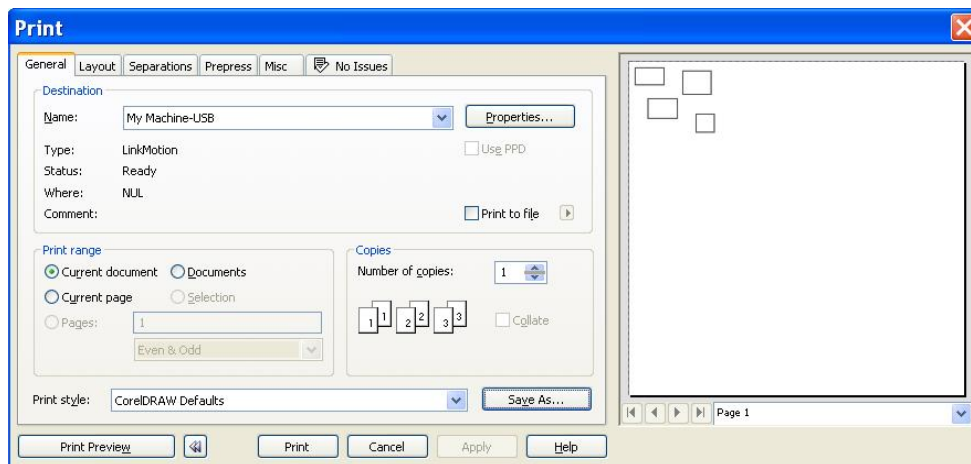 Print
General Layout Separations Prepress Misc No Issues
Destination
Name: My Machine-USB Properties...
Type: LinkMotion Use PPD
Status: Ready
Where: NUL
Comment: Print to file
Print range
Current document Documents
Current page Selection
Pages: 1
Even & Odd
Copies
Number of copies: 1
1 1 2 2 3 3 Collate
Print style: CorelDRAW Defaults Save As...
Page 1
Print Preview Print Cancel Apply Help